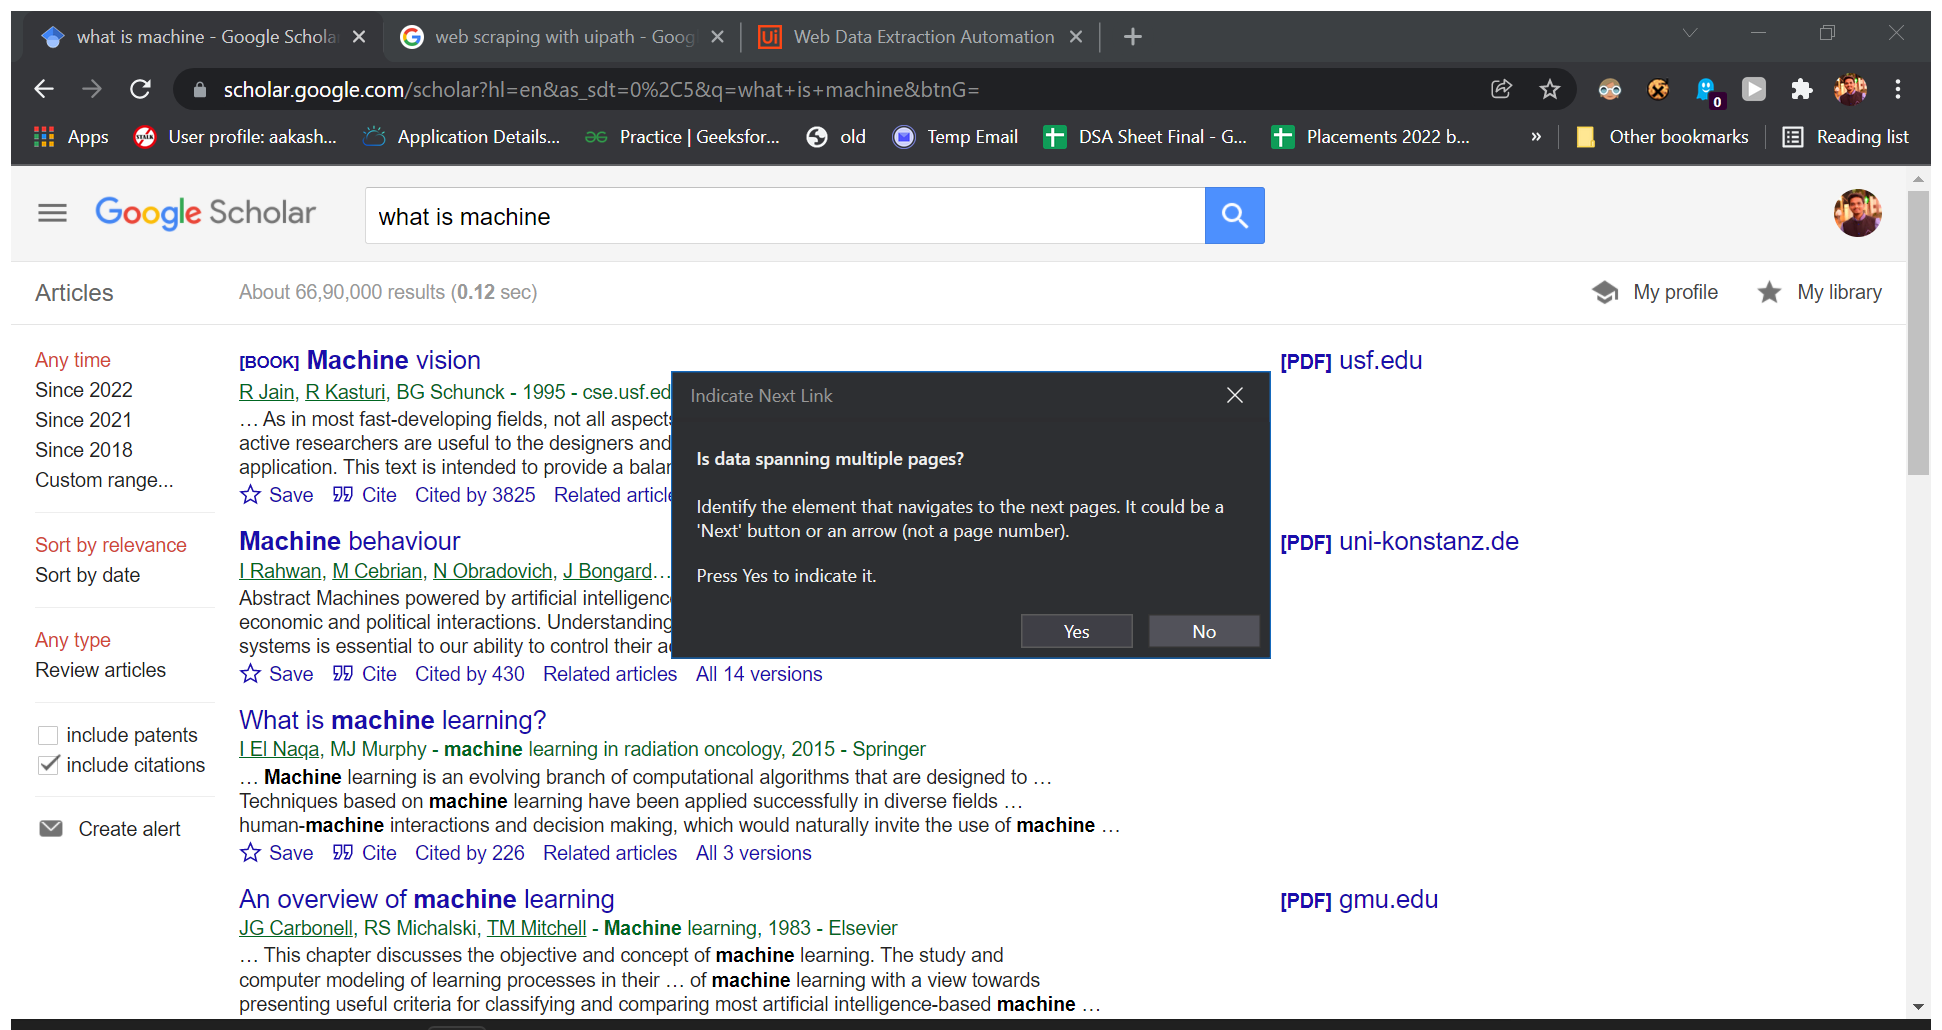 what is machine - Google Schola
web scraping with uipath - Goog
Ui
Web Data Extraction Automation
scholar.google.com/scholar?hl=en&as_sdt=0%2C5&q=what+is+machine&btnG=
0
Apps
STALK
User profile: aakash...
Application Details...
Practice | Geeksfor...
old
Temp Email
DSA Sheet Final - G...
Placements 2022 b...
»
Other bookmarks
Reading list
Google Scholar
what is machine
Articles
About 66,90,000 results (0.12 sec)
My profile
My library
Any time
Since 2022
Since 2021
Since 2018
Custom range...
Sort by relevance
Sort by date
Any type
Review articles
include patents
include citations
Create alert
[BOOK] Machine vision
R Jain, R Kasturi, BG Schunck - 1995 - cse.usf.ed
… As in most fast-developing fields, not all aspects
active researchers are useful to the designers and
application. This text is intended to provide a balan
Save Cite Cited by 3825 Related article
[PDF] usf.edu
Machine behaviour
I Rahwan, M Cebrian, N Obradovich, J Bongard…
Abstract Machines powered by artificial intelligenc
economic and political interactions. Understanding
systems is essential to our ability to control their a
Save Cite Cited by 430 Related articles All 14 versions
[PDF] uni-konstanz.de
What is machine learning?
I El Naqa, MJ Murphy - machine learning in radiation oncology, 2015 - Springer
… Machine learning is an evolving branch of computational algorithms that are designed to …
Techniques based on machine learning have been applied successfully in diverse fields …
human-machine interactions and decision making, which would naturally invite the use of machine …
Save Cite Cited by 226 Related articles All 3 versions
An overview of machine learning
JG Carbonell, RS Michalski, TM Mitchell - Machine learning, 1983 - Elsevier
… This chapter discusses the objective and concept of machine learning. The study and
computer modeling of learning processes in their … of machine learning with a view towards
presenting useful criteria for classifying and comparing most artificial intelligence-based machine …
[PDF] gmu.edu
Indicate Next Link
Is data spanning multiple pages?
Identify the element that navigates to the next pages. It could be a
'Next' button or an arrow (not a page number).
Press Yes to indicate it.
Yes
No